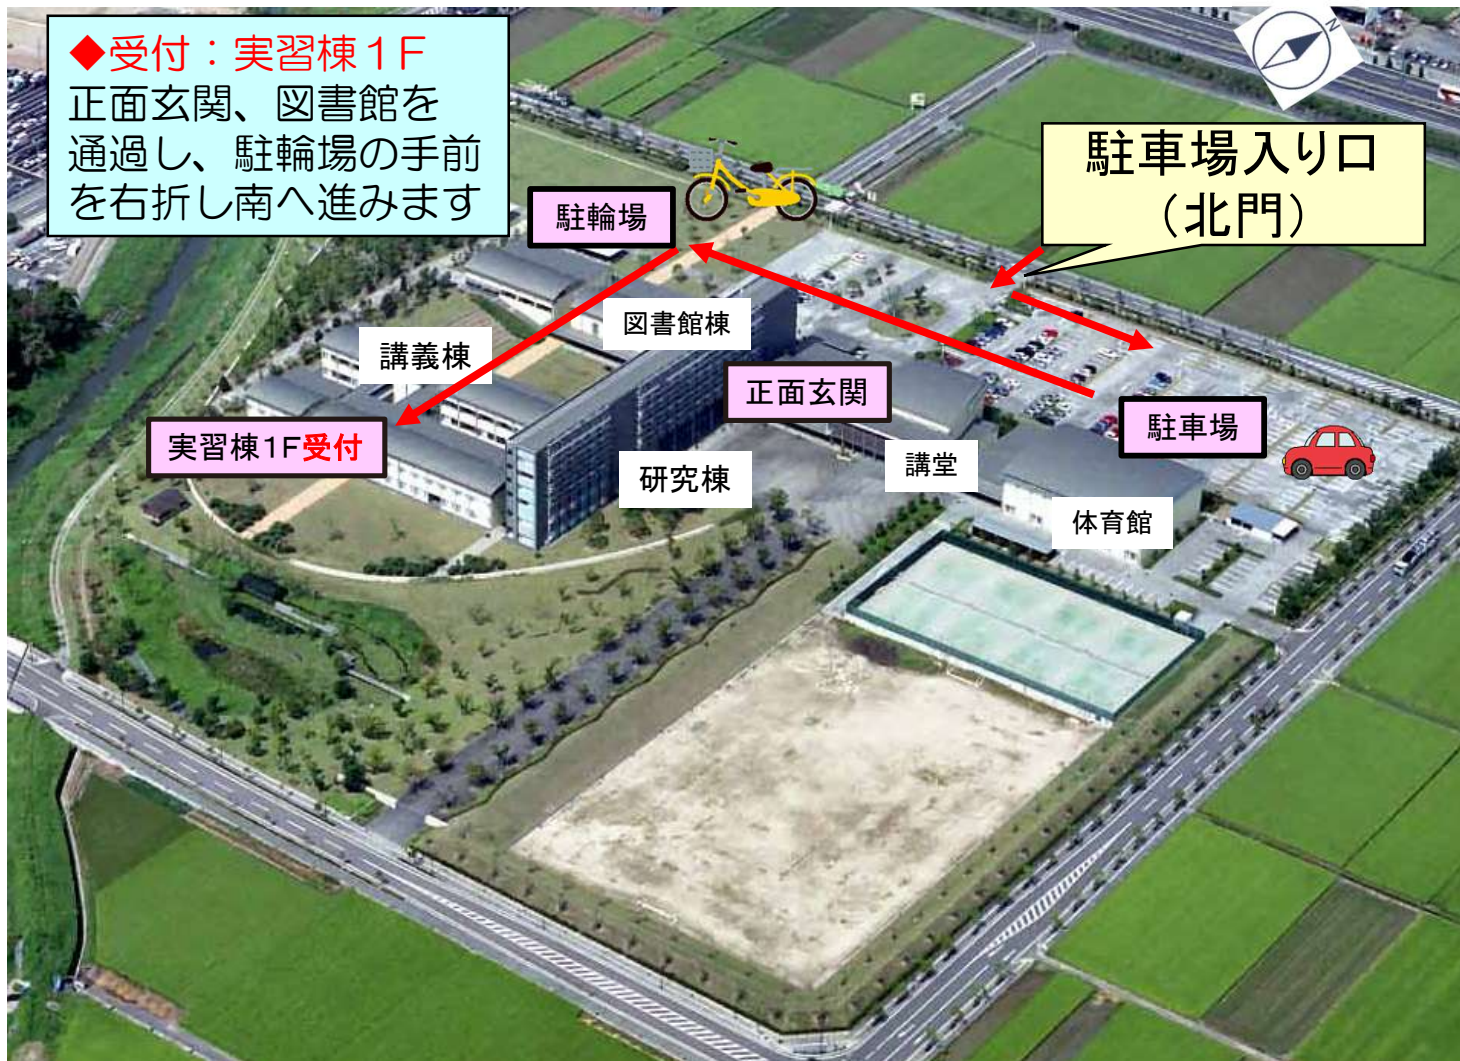 ◆受付：実習棟１Ｆ
正面玄関、図書館を
通過し、駐輪場の手前
を右折し南へ進みます
N
駐車場入り口
（北門）
駐輪場
図書館棟
講義棟
正面玄関
駐車場
実習棟1F受付
講堂
研究棟
体育館